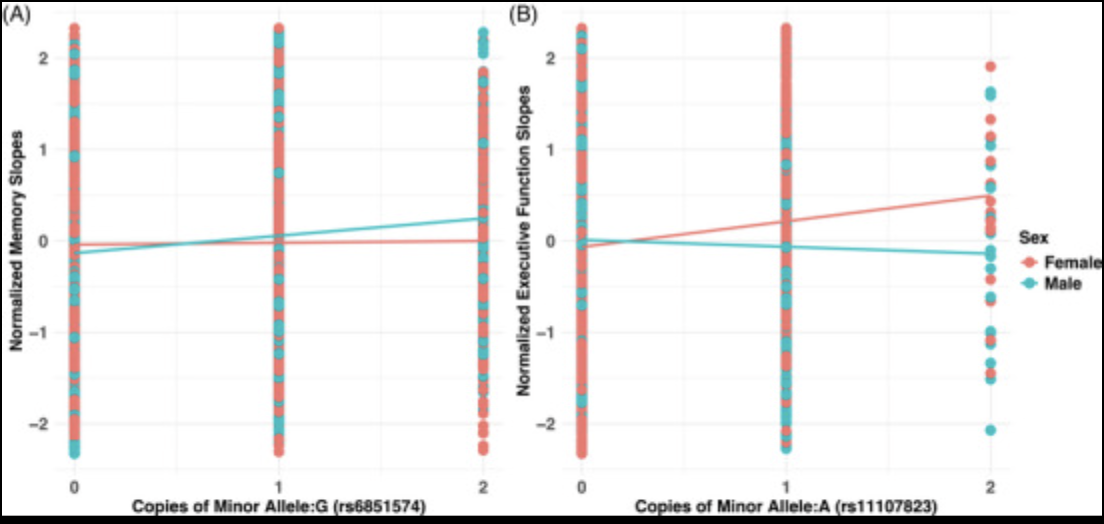 (A)
Normalized Memory Slopes
2
1
0
−1
−2
0 1 2
Copies of Minor Allele:G (rs6851574)
(B)
Normalized Executive Function Slopes
2
1
0
−1
−2
0 1 2
Copies of Minor Allele:A (rs11107823)
Sex
Female
Male